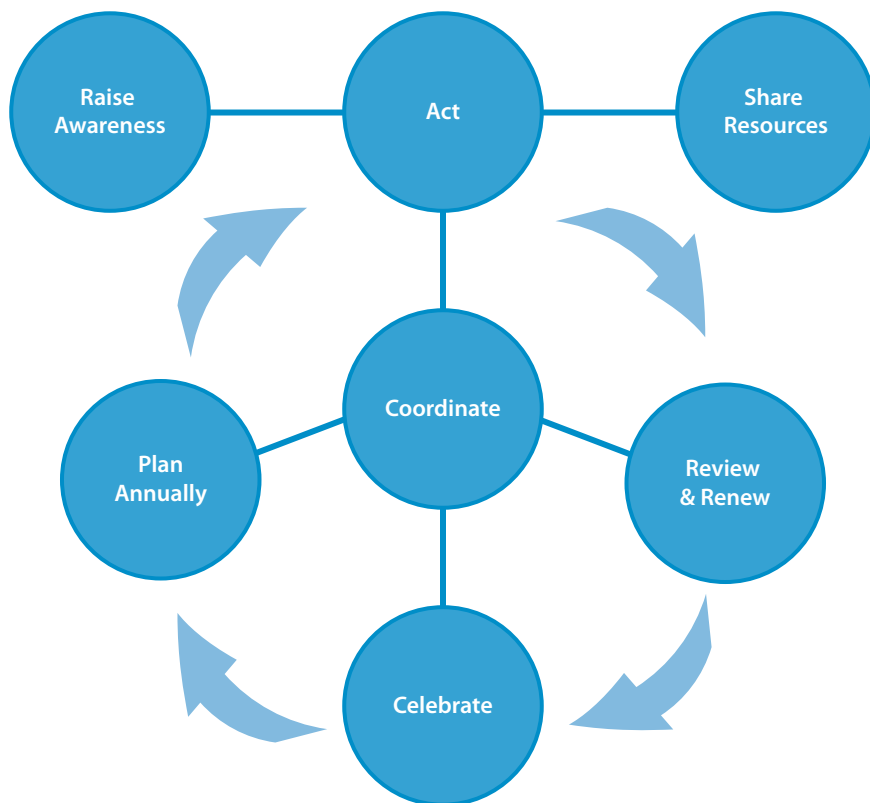 Raise
Awareness
Act
Share
Resources
Coordinate
Plan
Annually
Review
& Renew
Celebrate